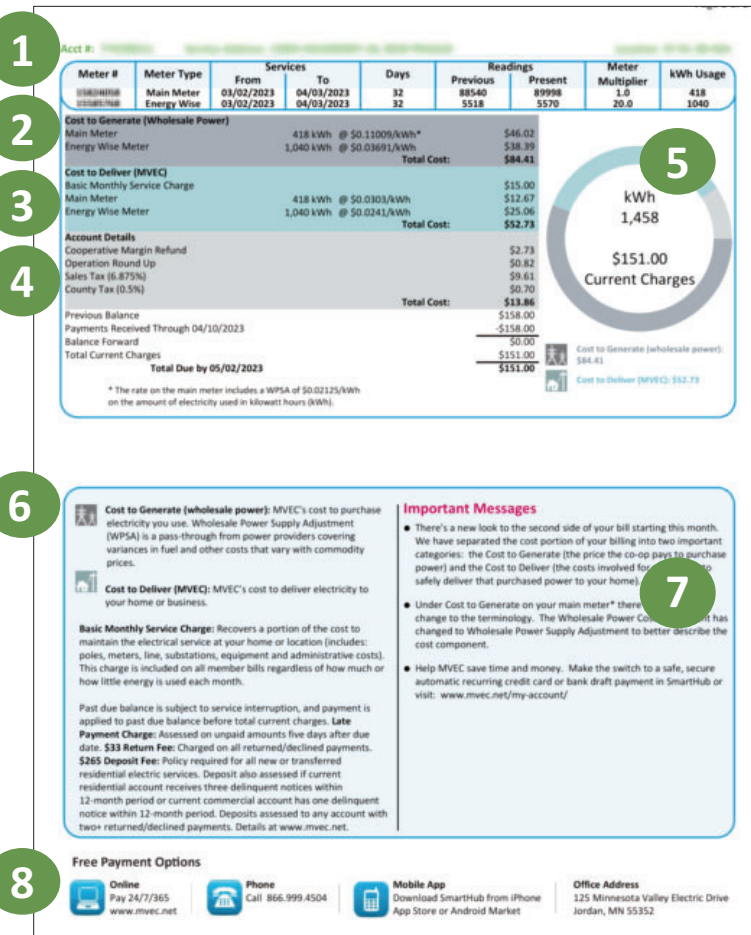 1
Acct #:
Meter # Meter Type Services From To Days Readings Previous Present Meter Multiplier kWh Usage
Main Meter 03/02/2023 04/03/2023 32 88540 89998 1.0 418
Energy Wise 03/02/2023 04/03/2023 32 5518 5570 20.0 1040
2
Cost to Generate (Wholesale Power)
Main Meter 418 kWh @ $0.11009/kWh* $46.02
Energy Wise Meter 1,040 kWh @ $0.03691/kWh $38.39
Total Cost: $84.41
3
Cost to Deliver (MVEC)
Basic Monthly Service Charge $15.00
Main Meter 418 kWh @ $0.0303/kWh $12.67
Energy Wise Meter 1,040 kWh @ $0.0241/kWh $25.06
Total Cost: $52.73
4
Account Details
Cooperative Margin Refund $2.73
Operation Round Up $0.82
Sales Tax (6.875%) $9.61
County Tax (0.5%) $0.70
Total Cost: $13.86
Previous Balance $158.00
Payments Received Through 04/10/2023 -$158.00
Balance Forward $0.00
Total Current Charges $151.00
Total Due by 05/02/2023 $151.00
* The rate on the main meter includes a WPSA of $0.02125/kWh
on the amount of electricity used in kilowatt hours (kWh).
5
kWh
1,458
$151.00
Current Charges
Cost to Generate (wholesale power):
$84.41
Cost to Deliver (MVEC): $52.73
6
Cost to Generate (wholesale power): MVEC's cost to purchase
electricity you use. Wholesale Power Supply Adjustment
(WPSA) is a pass-through from power providers covering
variances in fuel and other costs that vary with commodity
prices.
Cost to Deliver (MVEC): MVEC's cost to deliver electricity to
your home or business.
Basic Monthly Service Charge: Recovers a portion of the cost to
maintain the electrical service at your home or location (includes:
poles, meters, line, substations, equipment and administrative costs).
This charge is included on all member bills regardless of how much or
how little energy is used each month.
Past due balance is subject to service interruption, and payment is
applied to past due balance before total current charges. Late
Payment Charge: Assessed on unpaid amounts five days after due
date. $33 Return Fee: Charged on all returned/declined payments.
$265 Deposit Fee: Policy required for all new or transferred
residential electric services. Deposit also assessed if current
residential account receives three delinquent notices within
12-month period or current commercial account has one delinquent
notice within 12-month period. Deposits assessed to any account with
two+ returned/declined payments. Details at www.mvec.net.
Important Messages
● There's a new look to the second side of your bill starting this month.
We have separated the cost portion of your billing into two important
categories: the Cost to Generate (the price the co-op pays to purchase
power) and the Cost to Deliver (the costs involved for to
safely deliver that purchased power to your home).
7
● Under Cost to Generate on your main meter* there
change to the terminology. The Wholesale Power has
changed to Wholesale Power Supply Adjustment to better describe the
cost component.
● Help MVEC save time and money. Make the switch to a safe, secure
automatic recurring credit card or bank draft payment in SmartHub or
visit: www.mvec.net/my-account/
8
Free Payment Options
Online
Pay 24/7/365
www.mvec.net
Phone
Call 866.999.4504
Mobile App
Download SmartHub from iPhone
App Store or Android Market
Office Address
125 Minnesota Valley Electric Drive
Jordan, MN 55352